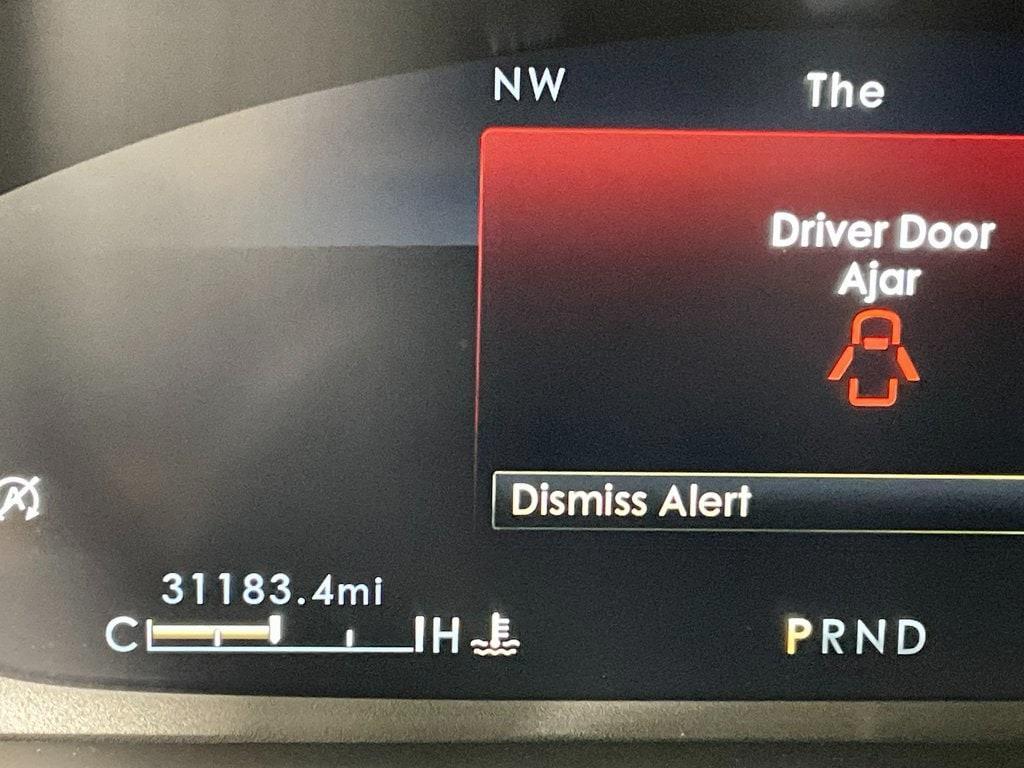 NW The
Driver Door
Ajar
A
Dismiss Alert
31183.4mi
C H
PRND